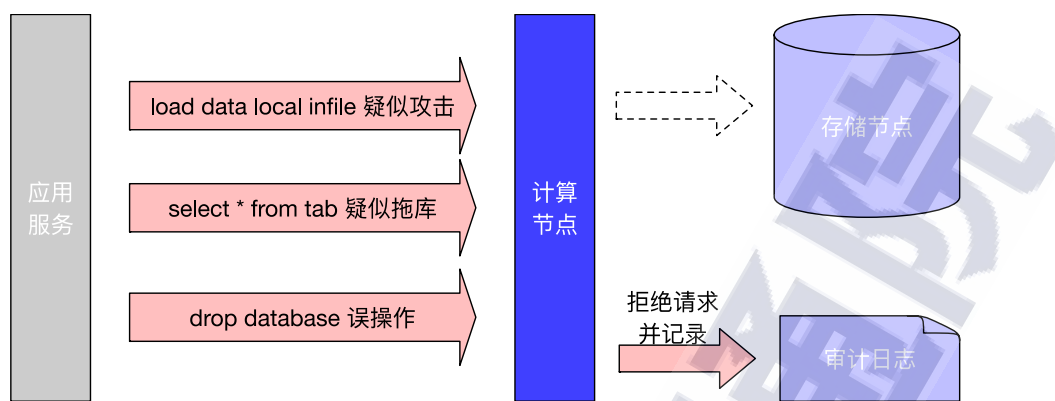 load data local infile 疑似攻击
存储节点
应用
服务
select * from tab 疑似拖库
计算
节点
drop database 误操作
拒绝请求
并记录
审计日志